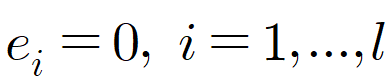 e_i = 0, i = 1,...,l